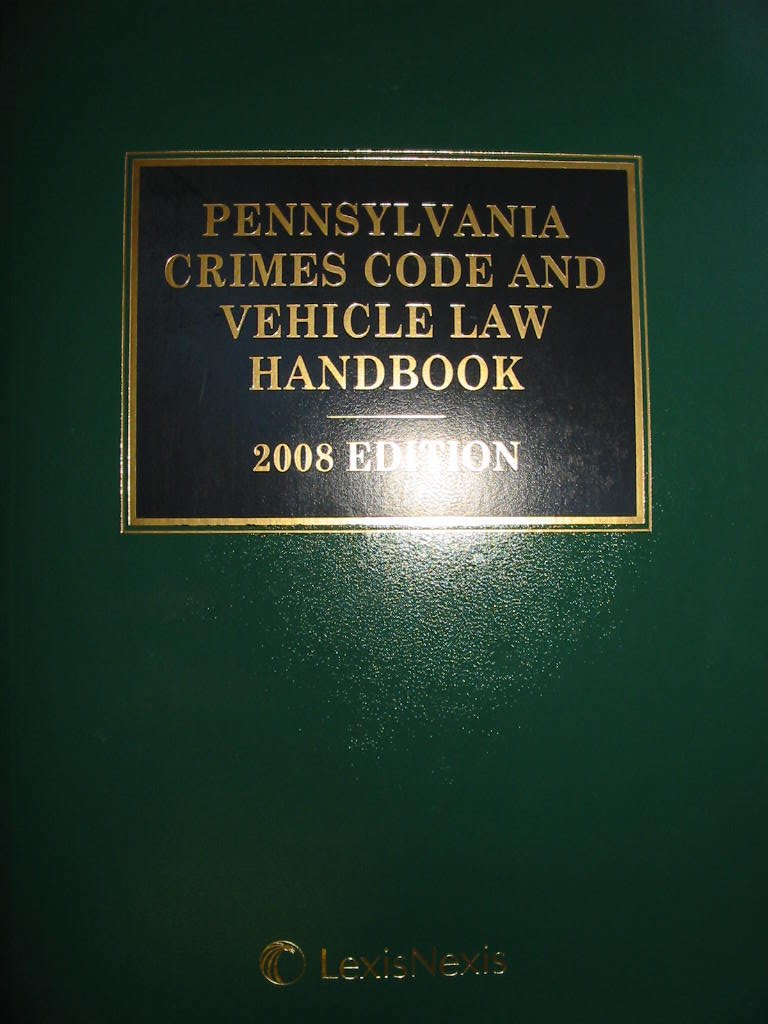 PENNSYLVANIA
CRIMES CODE AND
VEHICLE LAW
HANDBOOK
2008 EDITION
LexisNexis